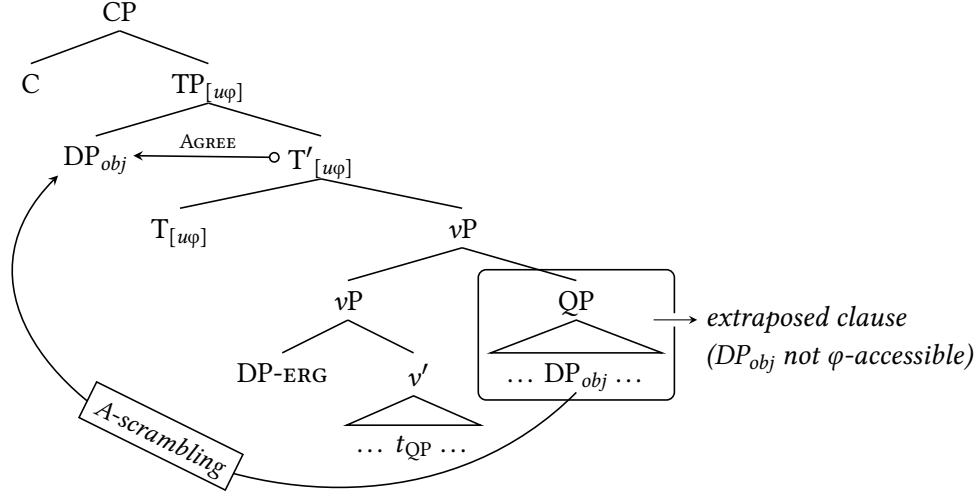 CP
C TP[uφ]
DPobj AGREE T′[uφ]
T[uφ] vP
vP QP
extraposed clause
(DPobj not φ-accessible)
DP-ERG v′ … DPobj …
A-scrambling
… tQP …